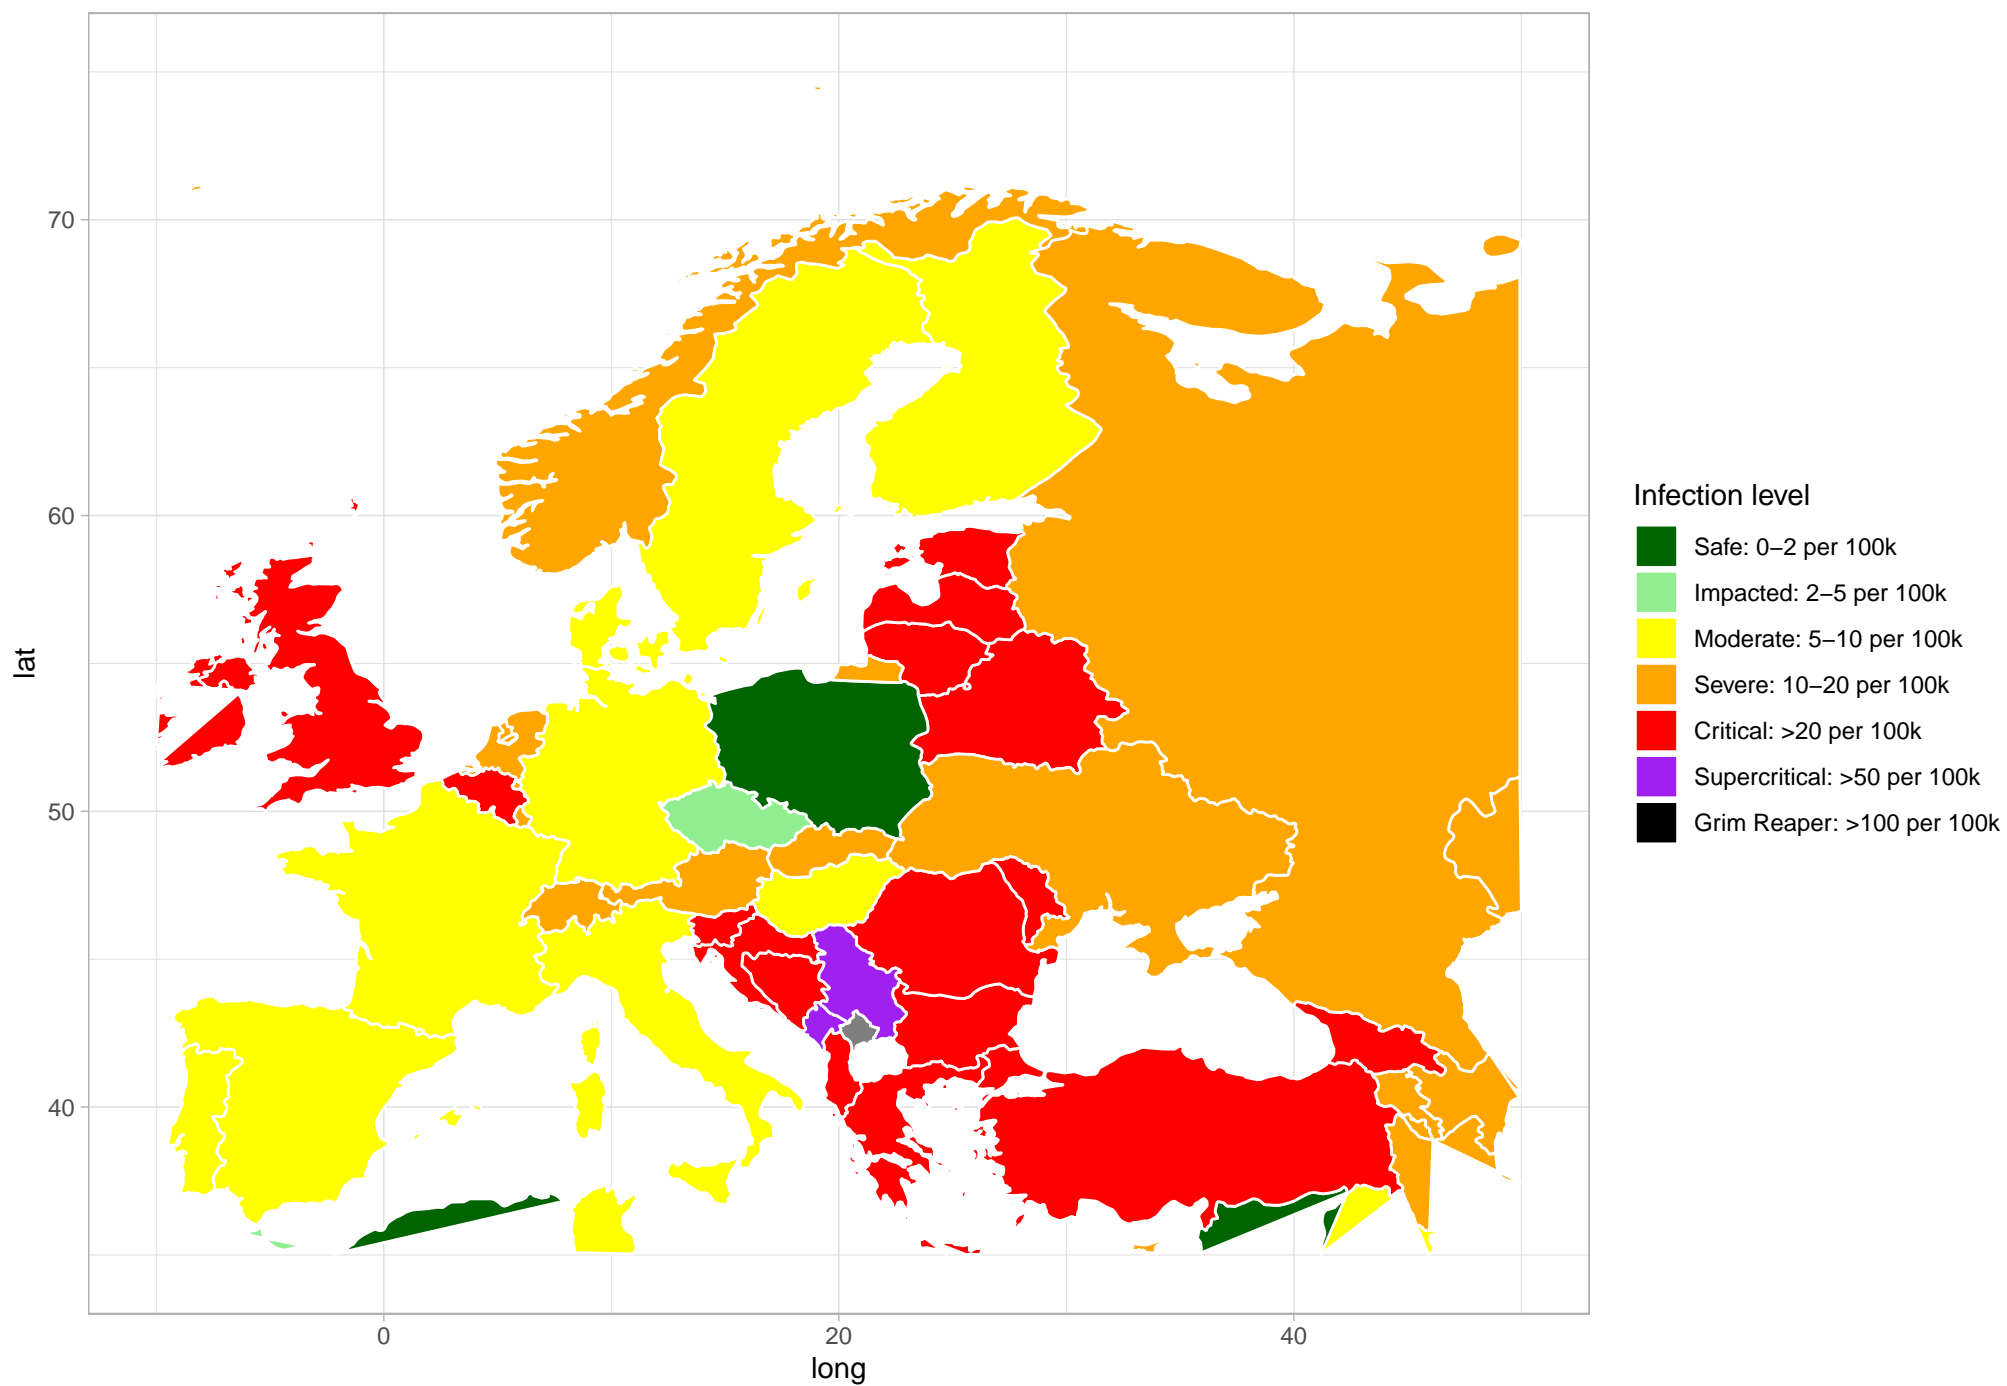 70
60
50
40
lat
0
20
40
long
Infection level
Safe: 0–2 per 100k
Impacted: 2–5 per 100k
Moderate: 5–10 per 100k
Severe: 10–20 per 100k
Critical: >20 per 100k
Supercritical: >50 per 100k
Grim Reaper: >100 per 100k